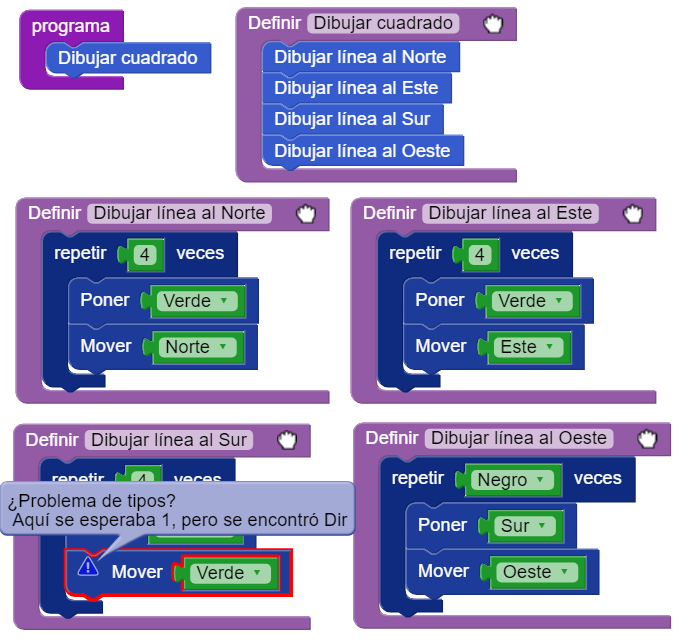 programa
Dibujar cuadrado
Definir Dibujar cuadrado
Dibujar línea al Norte
Dibujar línea al Este
Dibujar línea al Sur
Dibujar línea al Oeste
Definir Dibujar línea al Norte
repetir 4 veces
Poner Verde
Mover Norte
Definir Dibujar línea al Este
repetir 4 veces
Poner Verde
Mover Este
Definir Dibujar línea al Sur
repetir 4 veces
¿Problema de tipos?
Aquí se esperaba 1, pero se encontró Dir
Mover Verde
Definir Dibujar línea al Oeste
repetir Negro veces
Poner Sur
Mover Oeste